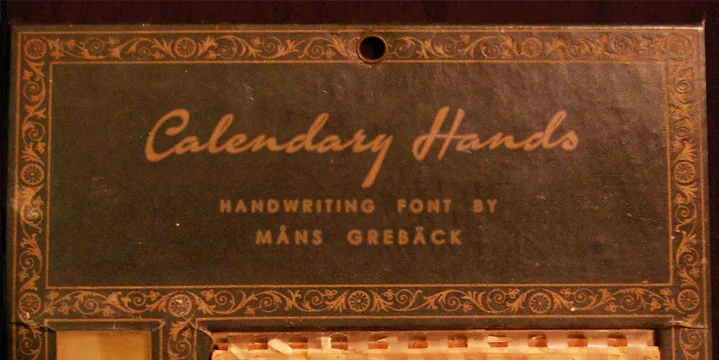 Calendary Hands
HANDWRITING FONT BY
MÅNS GREBÄCK